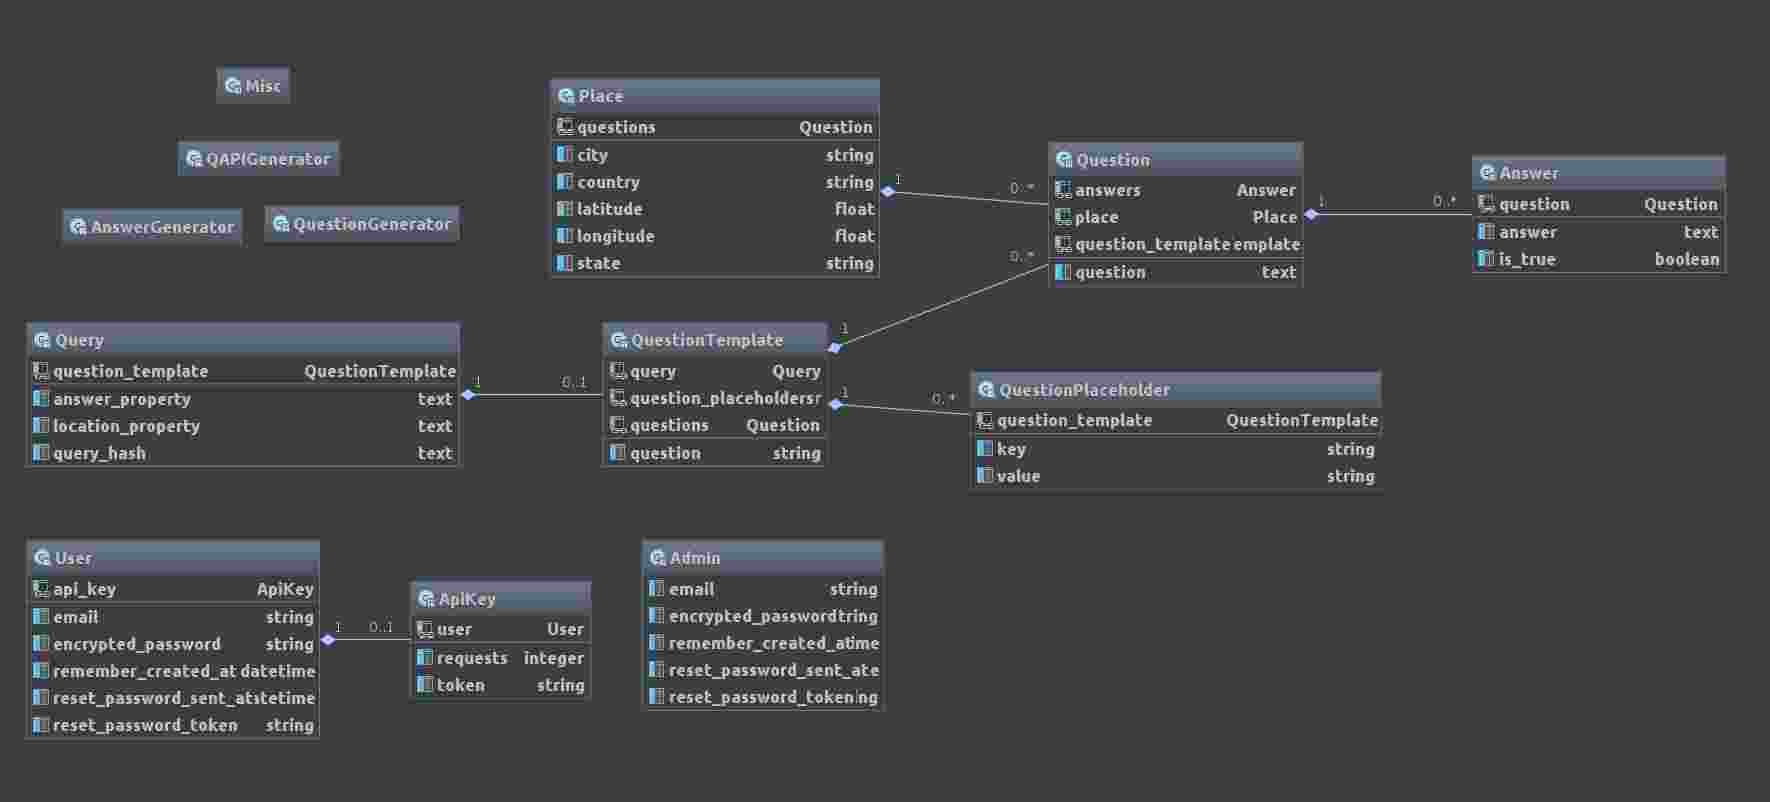 Misc
QAPIGenerator
AnswerGenerator
QuestionGenerator
Place
questions Question
city string
country string
latitude float
longitude float
state string
1
0..*
Question
answers Answer
place Place
question_template emplate
question text
1
0..*
Answer
question Question
answer text
is_true boolean
0..*
1
Query
question_template QuestionTemplate
answer_property text
location_property text
query_hash text
1
0..1
QuestionTemplate
query Query
question_placeholdersr
questions Question
question string
1
0..*
QuestionPlaceholder
question_template QuestionTemplate
key string
value string
User
api_key ApiKey
email string
encrypted_password string
remember_created_at datetime
reset_password_sent_at tetime
reset_password_token string
1
0..1
ApiKey
user User
requests integer
token string
Admin
email string
encrypted_password tring
remember_created_at me
reset_password_sent_at e
reset_password_token ng